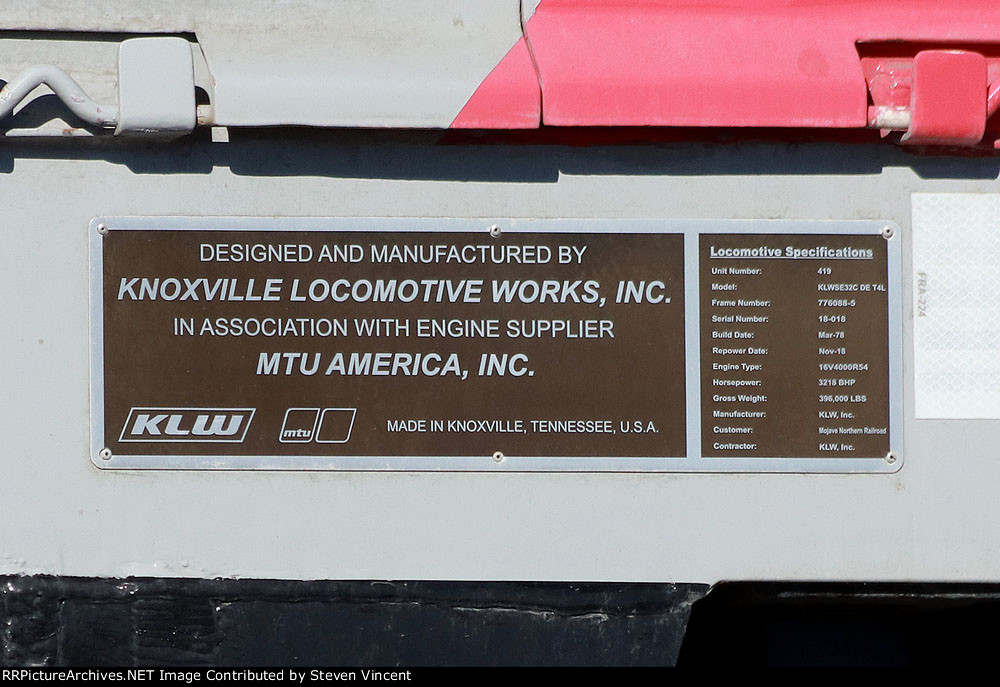 DESIGNED AND MANUFACTURED BY
KNOXVILLE LOCOMOTIVE WORKS, INC.
IN ASSOCIATION WITH ENGINE SUPPLIER
MTU AMERICA, INC.
KLW
mtu
MADE IN KNOXVILLE, TENNESSEE, U.S.A.
Locomotive Specifications
Unit Number: 419
Model: KLWSE32C DE T4L
Frame Number: 776088-5
Serial Number: 18-018
Build Date: Mar-78
Repower Date: Nov-18
Engine Type: 16V4000R54
Horsepower: 3218 BHP
Gross Weight: 396,000 LBS
Manufacturer: KLW, Inc.
Customer: Mojave Northern Railroad
Contractor: KLW, Inc.
FRA-224
RRPictureArchives.NET Image Contributed by Steven Vincent